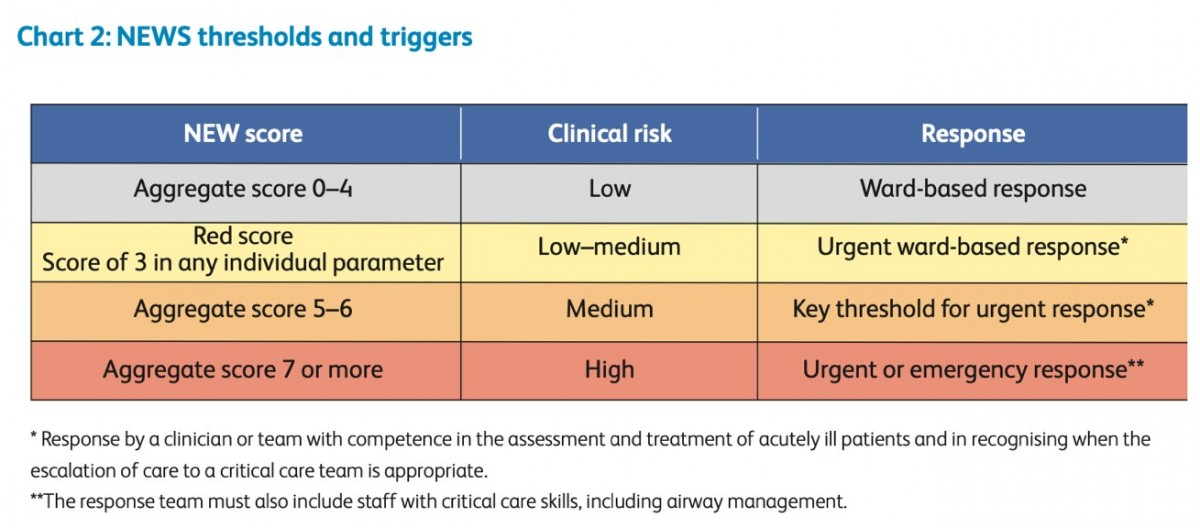 Chart 2: NEWS thresholds and triggers
NEW score Clinical risk Response
Aggregate score 0–4 Low Ward-based response
Red score
Score of 3 in any individual parameter Low–medium Urgent ward-based response*
Aggregate score 5–6 Medium Key threshold for urgent response*
Aggregate score 7 or more High Urgent or emergency response**
* Response by a clinician or team with competence in the assessment and treatment of acutely ill patients and in recognising when the
escalation of care to a critical care team is appropriate.
**The response team must also include staff with critical care skills, including airway management.